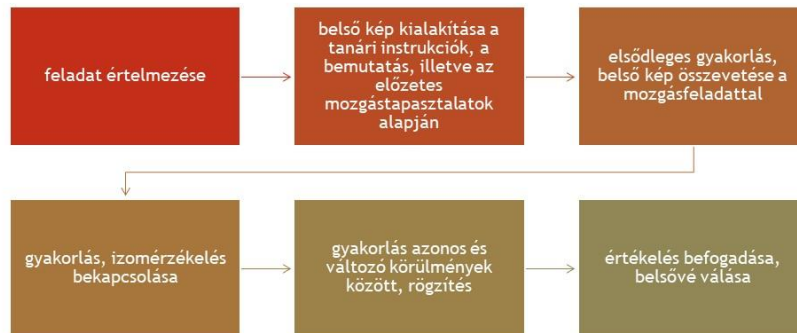 feladat értelmezése
belső kép kialakítása a
tanári instrukciók, a
bemutatás, illetve az
előzetes
mozgástapasztalatok
alapján
elsődleges gyakorlás,
belső kép összevetése a
mozgásfeladattal
gyakorlás, izomérzékelés
bekapcsolása
gyakorlás azonos és
változó körülmények
között, rögzítés
értékelés befogadása,
belsővé válása